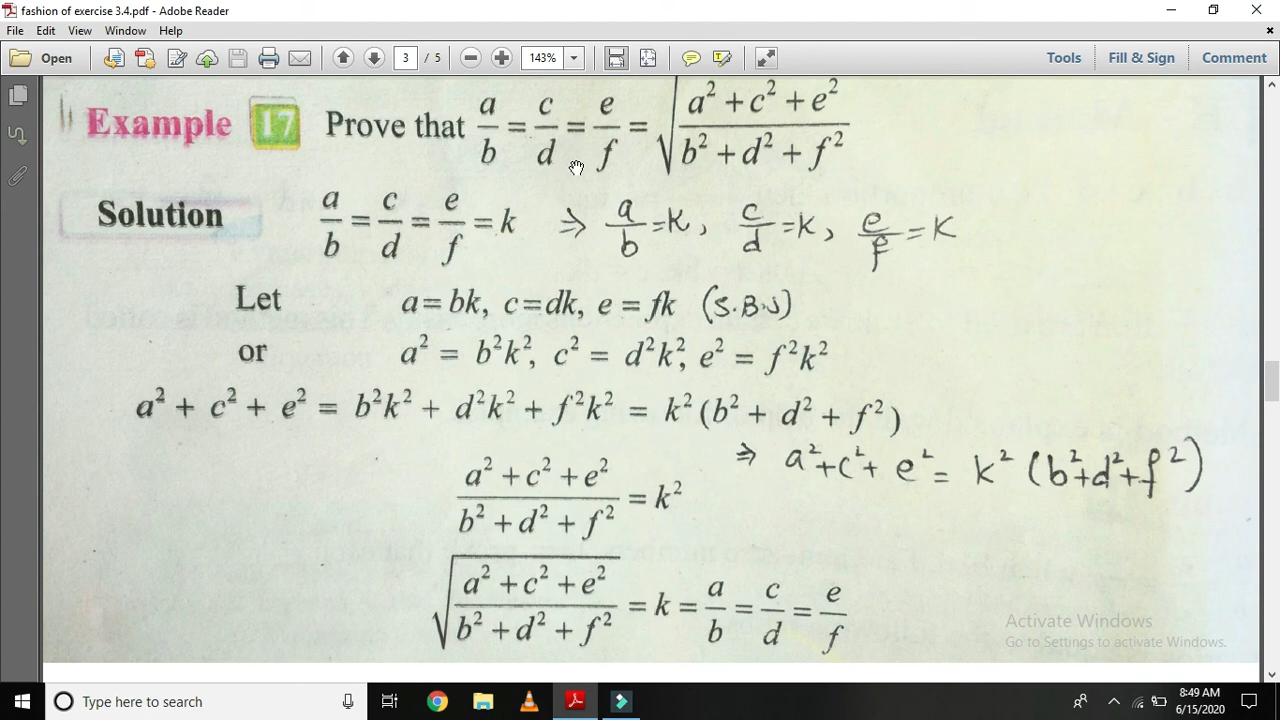 fashion of exercise 3.4.pdf - Adobe Reader
File Edit View Window Help
Open 3 / 5 143% Tools Fill & Sign Comment
Example 17 Prove that a/b = c/d = e/f = √((a² + c² + e²)/(b² + d² + f²))
Solution a/b = c/d = e/f = k ⇒ a/b = k, c/d = k, e/f = k
Let a = bk, c = dk, e = fk (S.B.S)
or a² = b²k², c² = d²k², e² = f²k²
a² + c² + e² = b²k² + d²k² + f²k² = k² (b² + d² + f²)
⇒ a² + c² + e² = k² (b² + d² + f²)
(a² + c² + e²)/(b² + d² + f²) = k²
√((a² + c² + e²)/(b² + d² + f²)) = k = a/b = c/d = e/f
Activate Windows
Go to Settings to activate Windows.
Type here to search 8:49 AM
6/15/2020